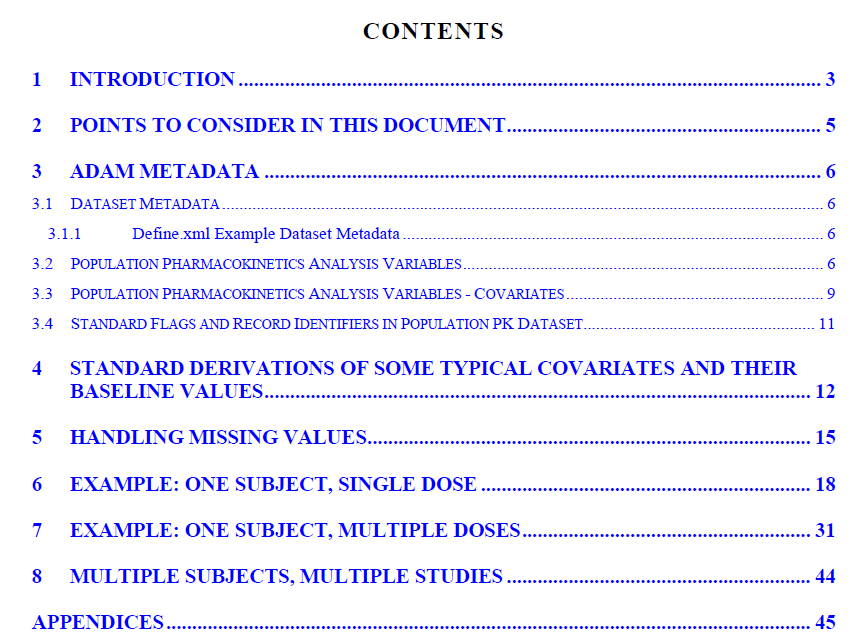 CONTENTS
1 INTRODUCTION ........ 3
2 POINTS TO CONSIDER IN THIS DOCUMENT........ 5
3 ADAM METADATA ........ 6
3.1 DATASET METADATA ........ 6
3.1.1 Define.xml Example Dataset Metadata ........ 6
3.2 POPULATION PHARMACOKINETICS ANALYSIS VARIABLES........ 6
3.3 POPULATION PHARMACOKINETICS ANALYSIS VARIABLES - COVARIATES........ 9
3.4 STANDARD FLAGS AND RECORD IDENTIFIERS IN POPULATION PK DATASET........ 11
4 STANDARD DERIVATIONS OF SOME TYPICAL COVARIATES AND THEIR
BASELINE VALUES........ 12
5 HANDLING MISSING VALUES........ 15
6 EXAMPLE: ONE SUBJECT, SINGLE DOSE ........ 18
7 EXAMPLE: ONE SUBJECT, MULTIPLE DOSES........ 31
8 MULTIPLE SUBJECTS, MULTIPLE STUDIES ........ 44
APPENDICES ........ 45